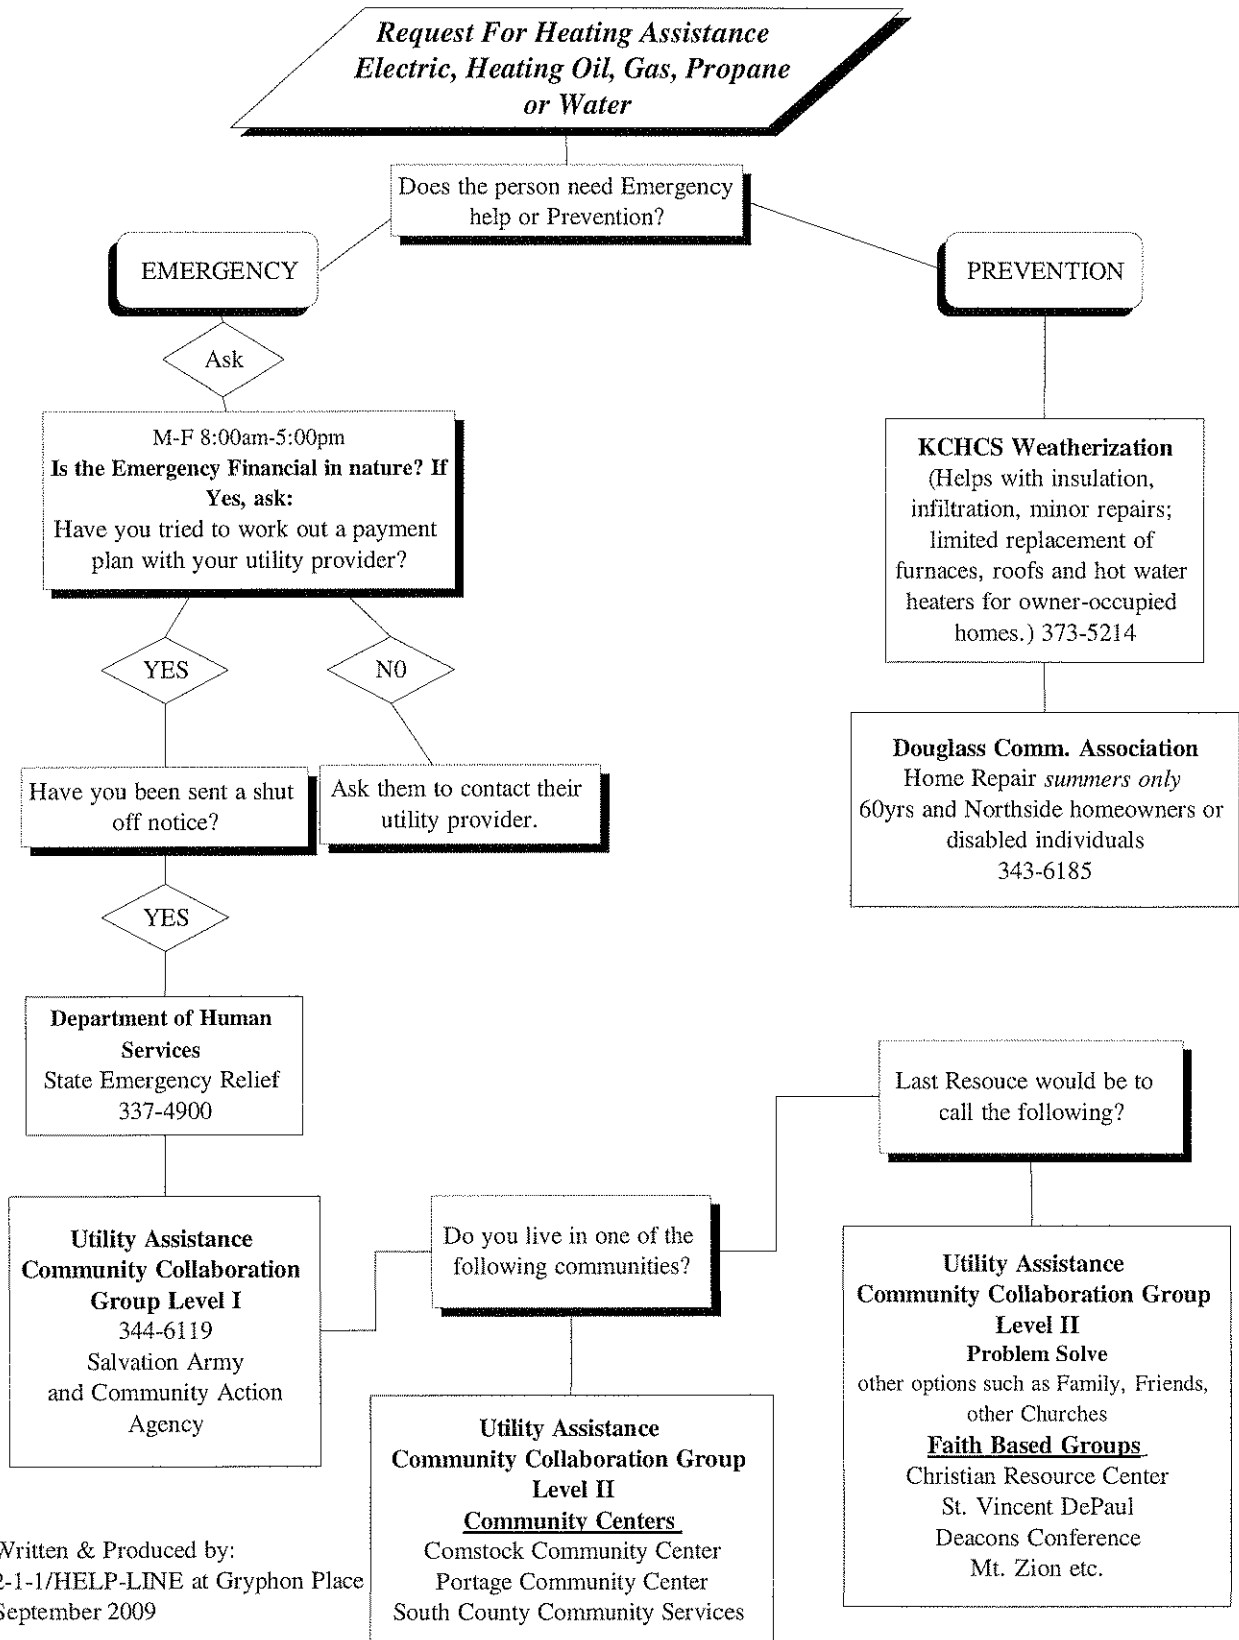 Request For Heating Assistance
Electric, Heating Oil, Gas, Propane
or Water
Does the person need Emergency
help or Prevention?
EMERGENCY
PREVENTION
Ask
M-F 8:00am-5:00pm
Is the Emergency Financial in nature? If
Yes, ask:
Have you tried to work out a payment
plan with your utility provider?
YES
N0
Have you been sent a shut
off notice?
Ask them to contact their
utility provider.
YES
Department of Human
Services
State Emergency Relief
337-4900
Utility Assistance
Community Collaboration
Group Level I
344-6119
Salvation Army
and Community Action
Agency
Do you live in one of the
following communities?
Utility Assistance
Community Collaboration Group
Level II
Community Centers
Comstock Community Center
Portage Community Center
South County Community Services
Last Resouce would be to
call the following?
Utility Assistance
Community Collaboration Group
Level II
Problem Solve
other options such as Family, Friends,
other Churches
Faith Based Groups
Christian Resource Center
St. Vincent DePaul
Deacons Conference
Mt. Zion etc.
KCHCS Weatherization
(Helps with insulation,
infiltration, minor repairs;
limited replacement of
furnaces, roofs and hot water
heaters for owner-occupied
homes.) 373-5214
Douglass Comm. Association
Home Repair summers only
60yrs and Northside homeowners or
disabled individuals
343-6185
Written & Produced by:
2-1-1/HELP-LINE at Gryphon Place
September 2009